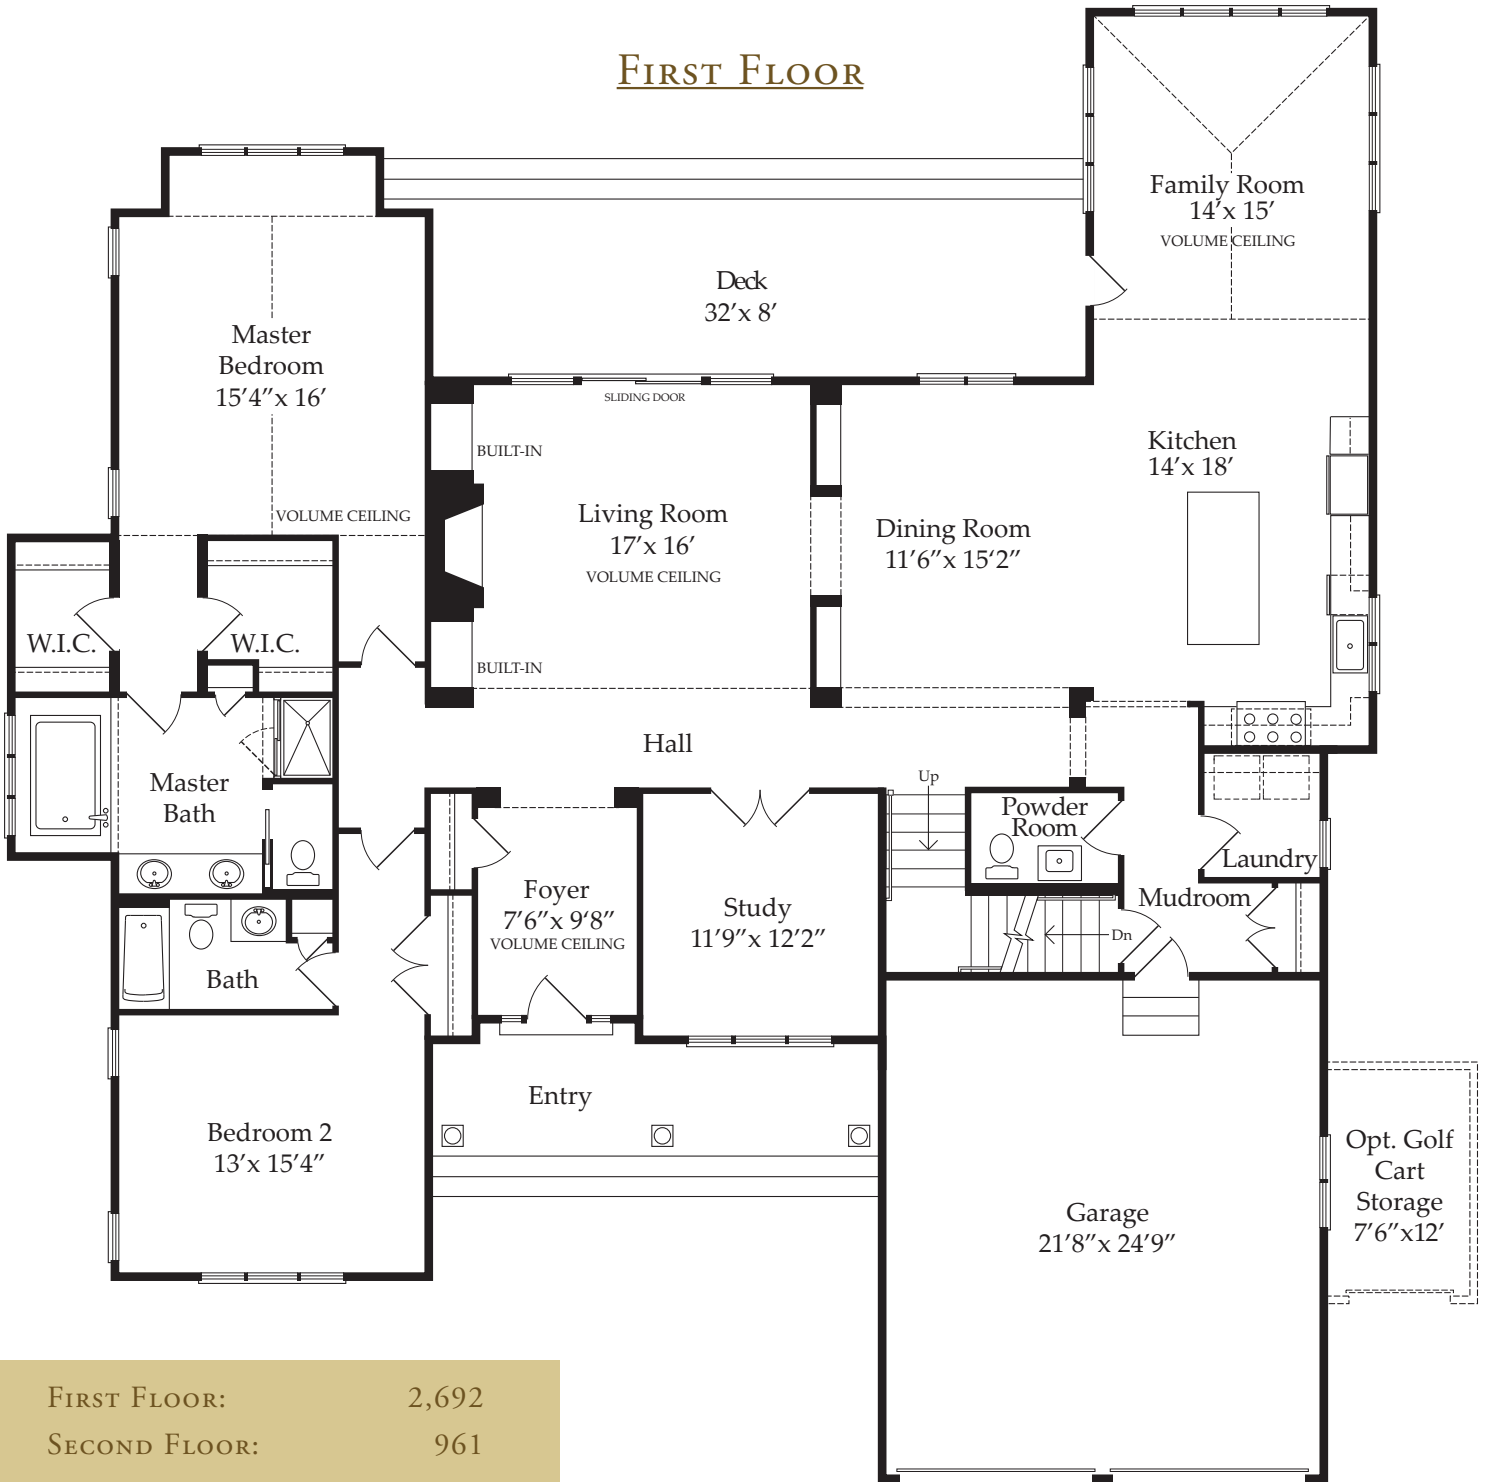 FIRST FLOOR
Family Room
14′x 15′
VOLUME CEILING
Deck
32′x 8′
Master
Bedroom
15′4″x 16′
VOLUME CEILING
SLIDING DOOR
BUILT-IN
Living Room
17′x 16′
VOLUME CEILING
BUILT-IN
Dining Room
11′6″x 15‘2″
Kitchen
14′x 18′
W.I.C.
W.I.C.
Hall
Master
Bath
Up
Powder
Room
Laundry
Mudroom
Dn
Foyer
7′6″x 9‘8″
VOLUME CEILING
Study
11′9″x 12′2″
Bath
Entry
Bedroom 2
13′x 15′4″
Garage
21′8″x 24′9″
Opt. Golf
Cart
Storage
7′6″x12′
FIRST FLOOR: 2,692
SECOND FLOOR: 961